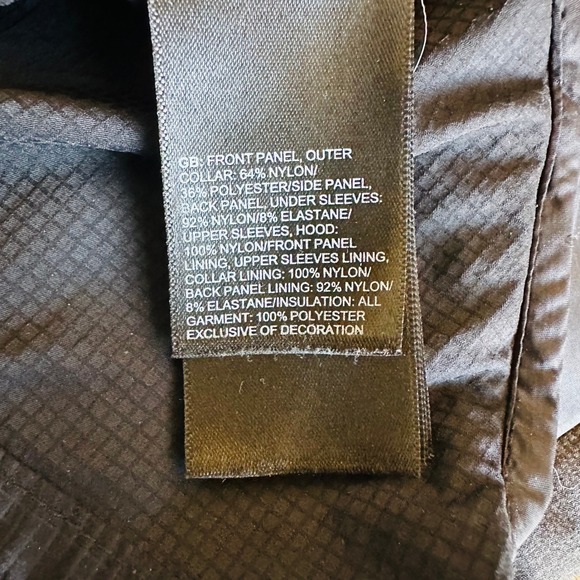 GB: FRONT PANEL, OUTER
COLLAR: 64% NYLON/
36% POLYESTER/SIDE PANEL,
BACK PANEL, UNDER SLEEVES:
92% NYLON/8% ELASTANE/
UPPER SLEEVES, HOOD:
100% NYLON/FRONT PANEL
LINING, UPPER SLEEVES LINING,
COLLAR LINING: 100% NYLON/
BACK PANEL LINING: 92% NYLON/
8% ELASTANE/INSULATION: ALL
GARMENT: 100% POLYESTER
EXCLUSIVE OF DECORATION